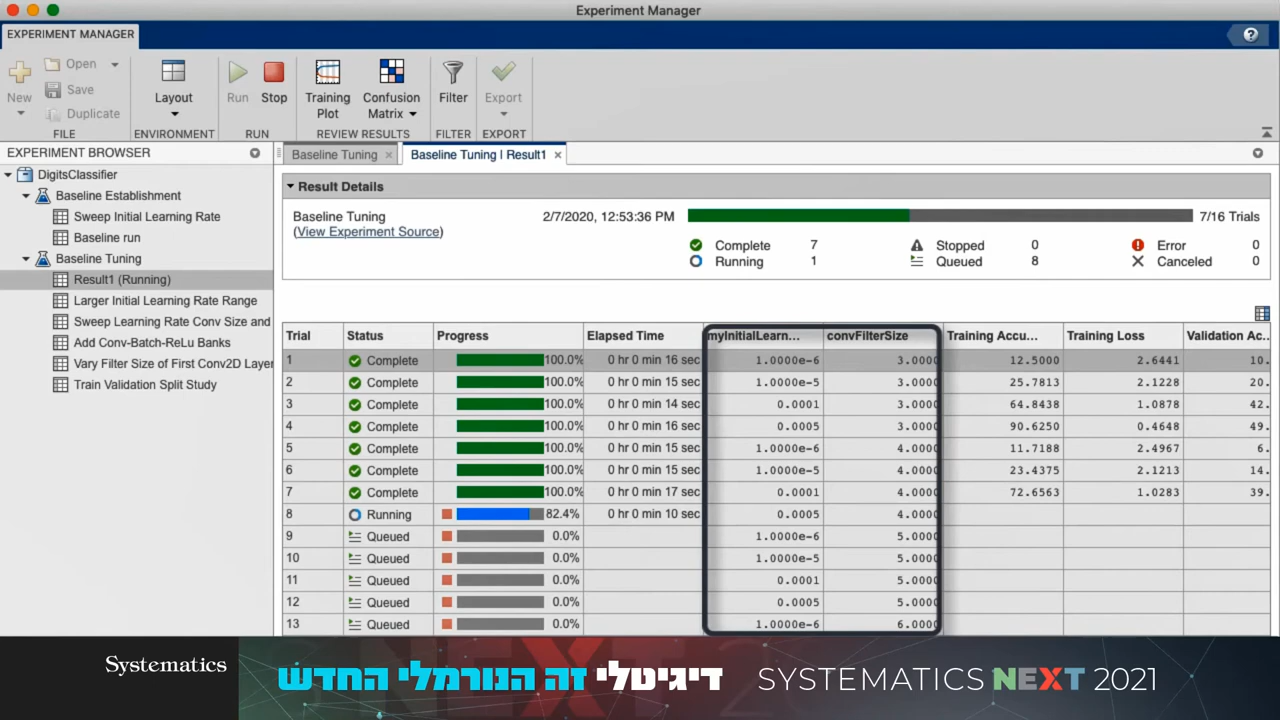 Experiment Manager
EXPERIMENT MANAGER
?
New
Open
Save
Duplicate
FILE
Layout
ENVIRONMENT
Run
Stop
RUN
Training
Plot
Confusion
Matrix
REVIEW RESULTS
Filter
FILTER
Export
EXPORT
EXPERIMENT BROWSER
DigitsClassifier
Baseline Establishment
Sweep Initial Learning Rate
Baseline run
Baseline Tuning
Result1 (Running)
Larger Initial Learning Rate Range
Sweep Learning Rate Conv Size and
Add Conv-Batch-ReLu Banks
Vary Filter Size of First Conv2D Layer
Train Validation Split Study
Baseline Tuning ×
Baseline Tuning | Result1 ×
Result Details
Baseline Tuning 2/7/2020, 12:53:36 PM 7/16 Trials
(View Experiment Source)
Complete 7 Stopped 0 Error 0
Running 1 Queued 8 Canceled 0
Trial Status Progress Elapsed Time myInitialLearn... convFilterSize Training Accu... Training Loss Validation Ac..
1 Complete 100.0% 0 hr 0 min 16 sec 1.0000e-6 3.0000 12.5000 2.6441 10.
2 Complete 100.0% 0 hr 0 min 15 sec 1.0000e-5 3.0000 25.7813 2.1228 20.
3 Complete 100.0% 0 hr 0 min 14 sec 0.0001 3.0000 64.8438 1.0878 42.
4 Complete 100.0% 0 hr 0 min 16 sec 0.0005 3.0000 90.6250 0.4648 49.
5 Complete 100.0% 0 hr 0 min 15 sec 1.0000e-6 4.0000 11.7188 2.4967 6.
6 Complete 100.0% 0 hr 0 min 15 sec 1.0000e-5 4.0000 23.4375 2.1213 14.
7 Complete 100.0% 0 hr 0 min 17 sec 0.0001 4.0000 72.6563 1.0283 39.
8 Running 82.4% 0 hr 0 min 10 sec 0.0005 4.0000
9 Queued 0.0% 1.0000e-6 5.0000
10 Queued 0.0% 1.0000e-5 5.0000
11 Queued 0.0% 0.0001 5.0000
12 Queued 0.0% 0.0005 5.0000
13 Queued 0.0% 1.0000e-6 6.0000
Systematics
דיגיטלי זה הנורמלי החדש
SYSTEMATICS NEXT 2021